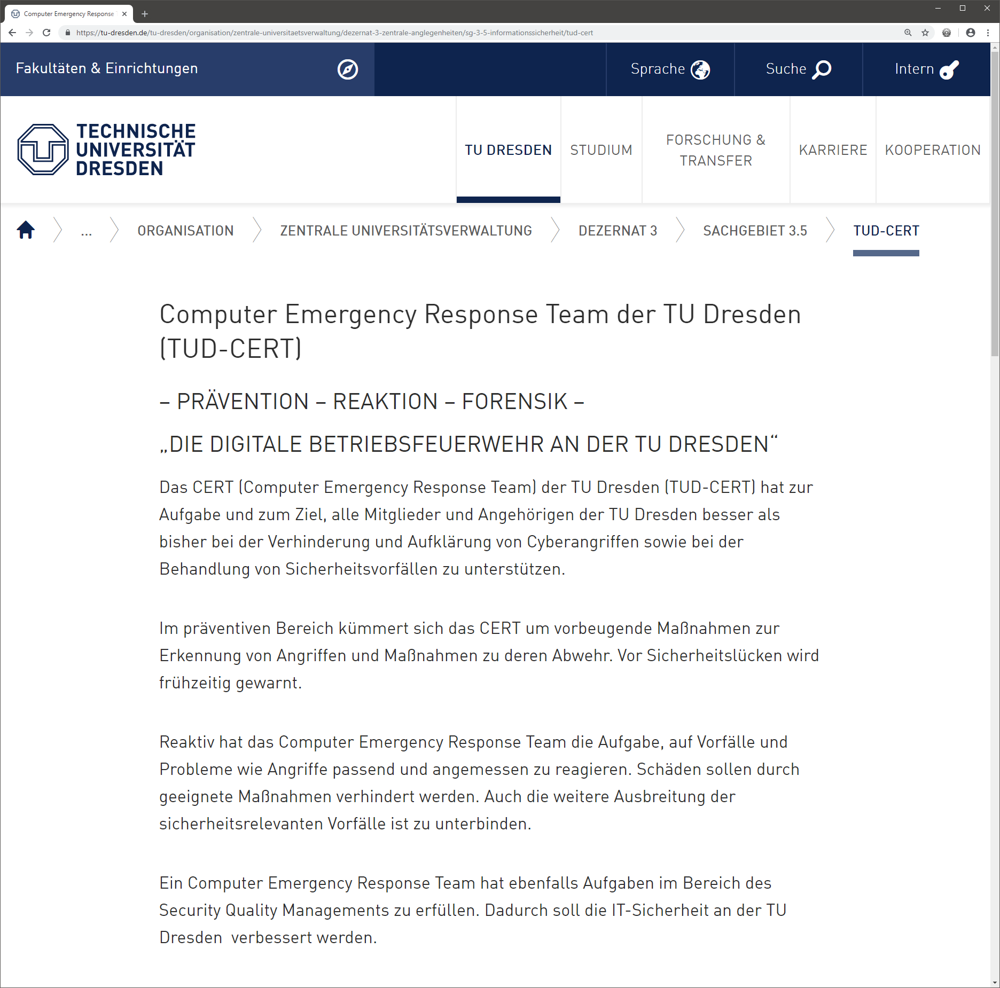 Computer Emergency Response
https://tu-dresden.de/tu-dresden/organisation/zentrale-universitaetsverwaltung/dezernat-3-zentrale-anglegenheiten/sg-3-5-informationssicherheit/tud-cert
Fakultäten & Einrichtungen
Sprache
Suche
Intern
TECHNISCHE
UNIVERSITÄT
DRESDEN
TU DRESDEN
STUDIUM
FORSCHUNG &
TRANSFER
KARRIERE
KOOPERATION
...
ORGANISATION
ZENTRALE UNIVERSITÄTSVERWALTUNG
DEZERNAT 3
SACHGEBIET 3.5
TUD-CERT
Computer Emergency Response Team der TU Dresden
(TUD-CERT)
– PRÄVENTION – REAKTION – FORENSIK –
„DIE DIGITALE BETRIEBSFEUERWEHR AN DER TU DRESDEN“
Das CERT (Computer Emergency Response Team) der TU Dresden (TUD-CERT) hat zur
Aufgabe und zum Ziel, alle Mitglieder und Angehörigen der TU Dresden besser als
bisher bei der Verhinderung und Aufklärung von Cyberangriffen sowie bei der
Behandlung von Sicherheitsvorfällen zu unterstützen.
Im präventiven Bereich kümmert sich das CERT um vorbeugende Maßnahmen zur
Erkennung von Angriffen und Maßnahmen zu deren Abwehr. Vor Sicherheitslücken wird
frühzeitig gewarnt.
Reaktiv hat das Computer Emergency Response Team die Aufgabe, auf Vorfälle und
Probleme wie Angriffe passend und angemessen zu reagieren. Schäden sollen durch
geeignete Maßnahmen verhindert werden. Auch die weitere Ausbreitung der
sicherheitsrelevanten Vorfälle ist zu unterbinden.
Ein Computer Emergency Response Team hat ebenfalls Aufgaben im Bereich des
Security Quality Managements zu erfüllen. Dadurch soll die IT-Sicherheit an der TU
Dresden  verbessert werden.